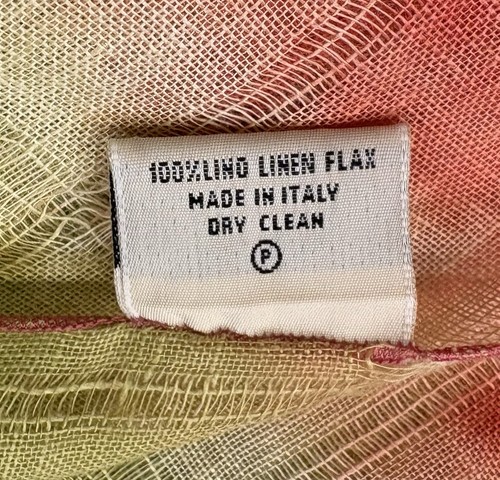 100% LINO LINEN FLAX
MADE IN ITALY
DRY CLEAN
P